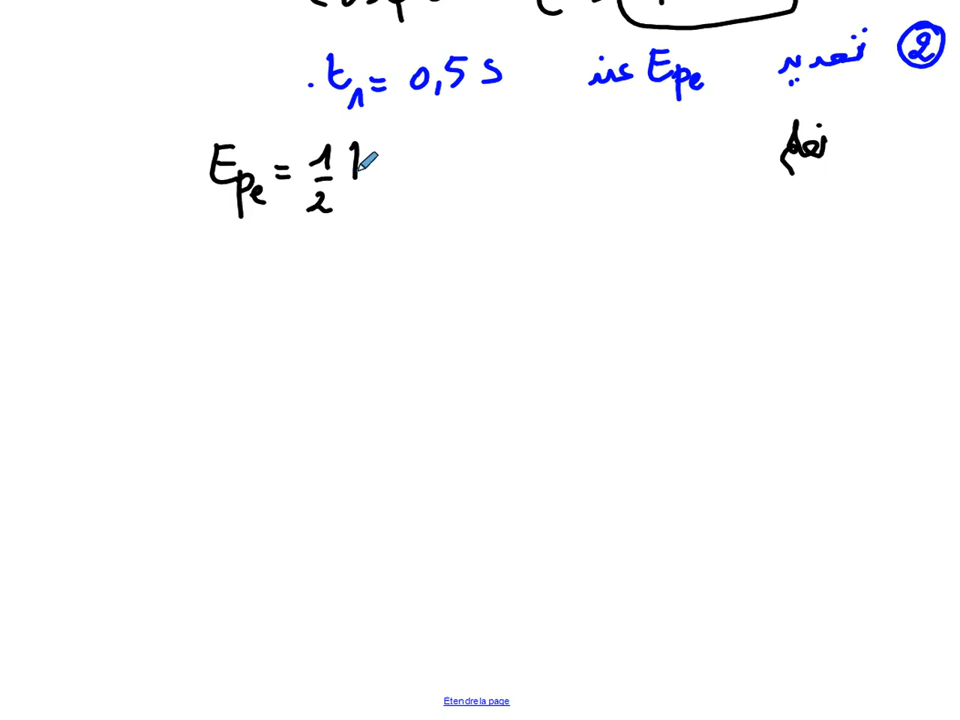 ② تحديد Epe عند t₁ = 0,5 s .
نعلم
Epe = 1/2
Étendre la page